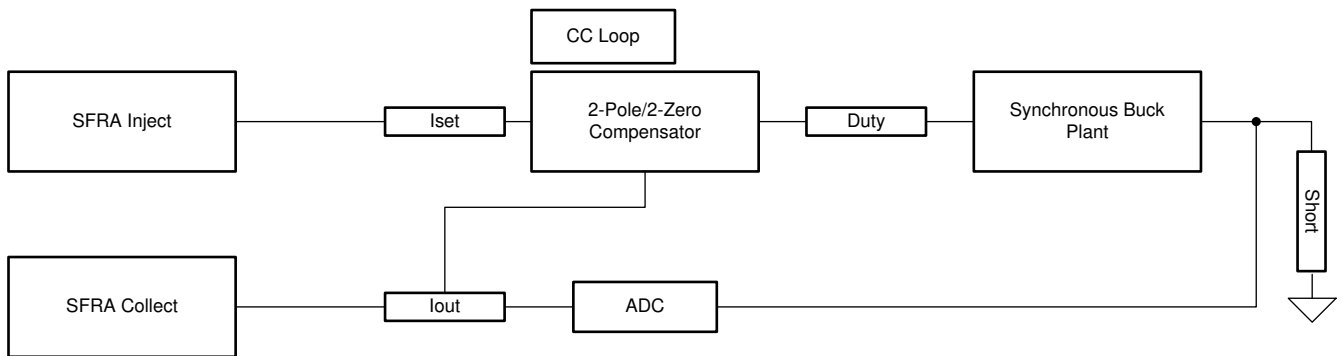 CC Loop
SFRA Inject
Iset
2-Pole/2-Zero
Compensator
Duty
Synchronous Buck
Plant
Short
SFRA Collect
Iout
ADC